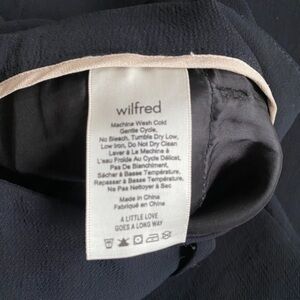 wilfred
Machine Wash Cold
Gentle Cycle,
No Bleach, Tumble Dry Low,
Low Iron, Do Not Dry Clean
Laver à La Machine à
L'eau Froide Au Cycle Délicat,
Pas De Blanchiment,
Sécher à Basse Température,
Repasser à Basse Température,
Na Pas Nettoyer à Sec
Made in China
Fabriqué en Chine
A LITTLE LOVE
GOES A LONG WAY